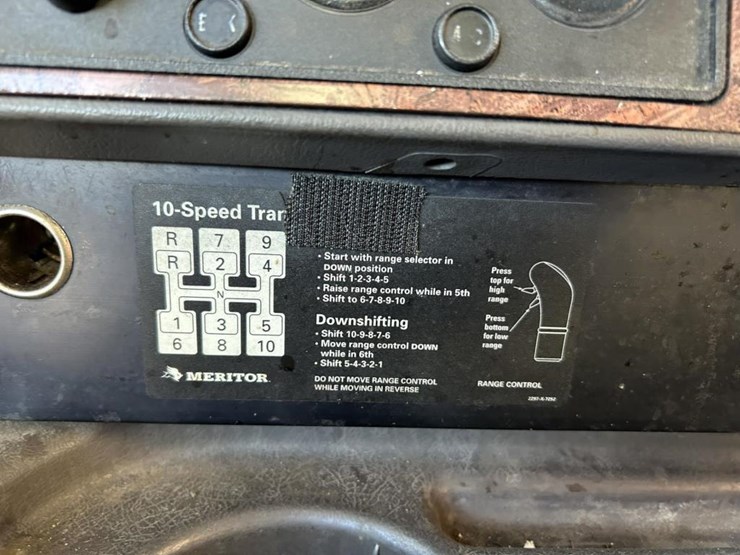 10-Speed Tran
R 7 9
R 2 4
N
1 3 5
6 8 10
MERITOR
• Start with range selector in
DOWN position
• Shift 1-2-3-4-5
• Raise range control while in 5th
• Shift to 6-7-8-9-10
Downshifting
• Shift 10-9-8-7-6
• Move range control DOWN
while in 6th
• Shift 5-4-3-2-1
DO NOT MOVE RANGE CONTROL
WHILE MOVING IN REVERSE
Press
top for
high
range
Press
bottom
for low
range
RANGE CONTROL